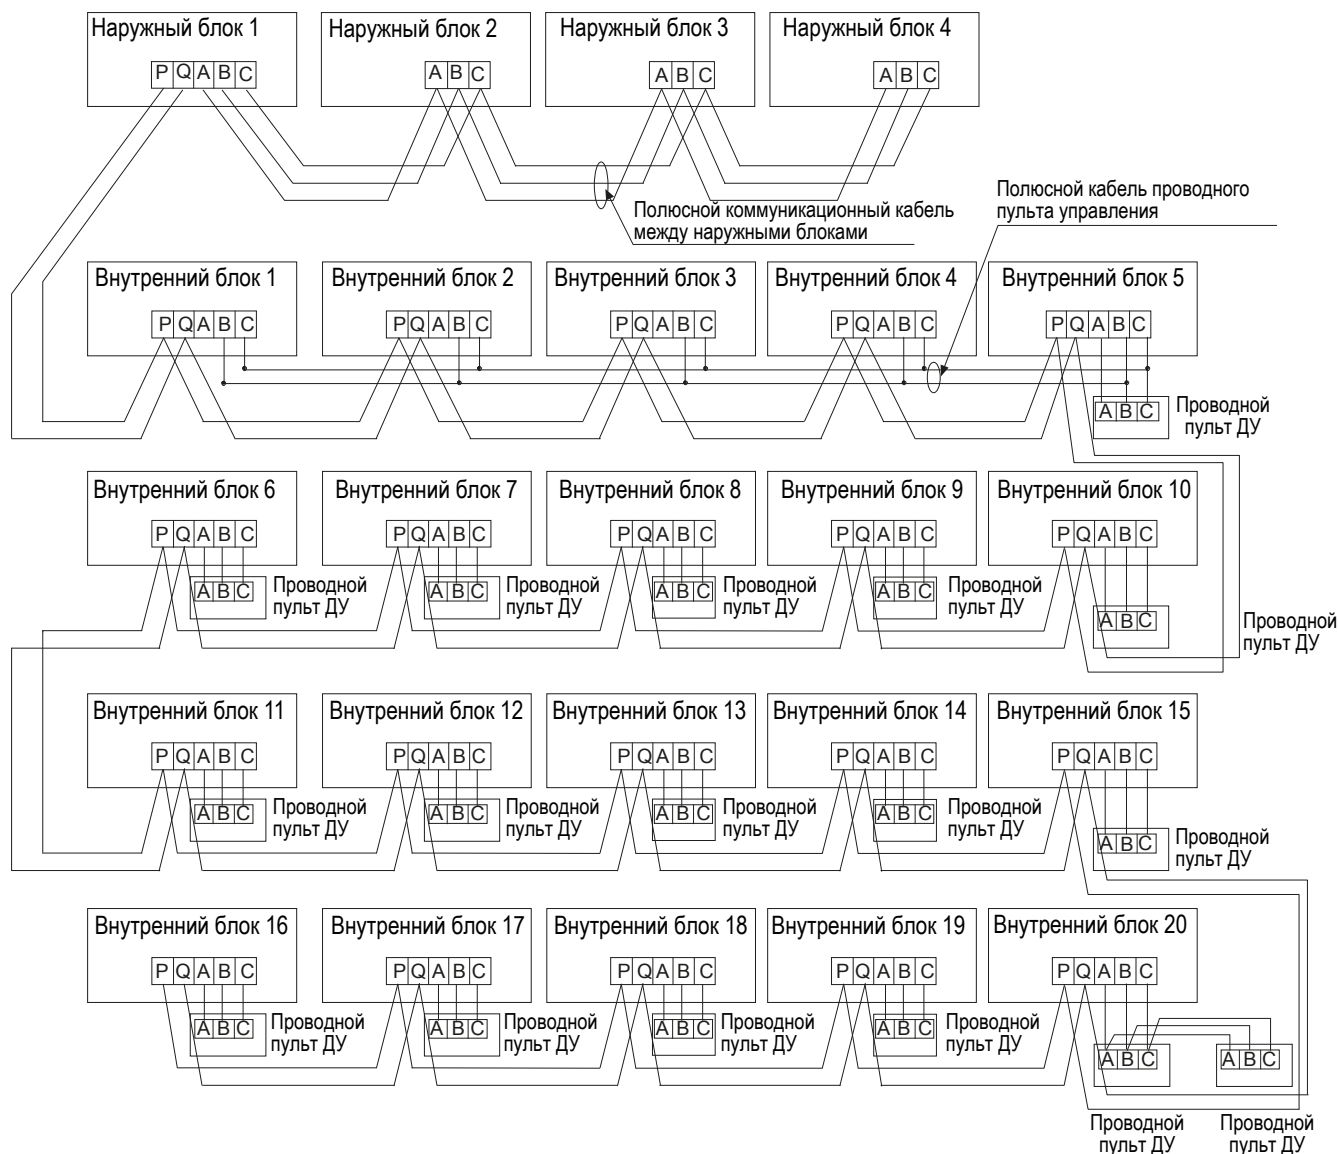 Наружный блок 1
Наружный блок 2
Наружный блок 3
Наружный блок 4
P Q A B C
A B C
A B C
A B C
Полюсной коммуникационный кабель
между наружными блоками
Полюсной кабель проводного
пульта управления
Внутренний блок 1
Внутренний блок 2
Внутренний блок 3
Внутренний блок 4
Внутренний блок 5
P Q A B C
P Q A B C
P Q A B C
P Q A B C
P Q A B C
A B C
Проводной
пульт ДУ
Внутренний блок 6
Внутренний блок 7
Внутренний блок 8
Внутренний блок 9
Внутренний блок 10
P Q A B C
P Q A B C
P Q A B C
P Q A B C
P Q A B C
A B C
Проводной
пульт ДУ
A B C
Проводной
пульт ДУ
A B C
Проводной
пульт ДУ
A B C
Проводной
пульт ДУ
A B C
Проводной
пульт ДУ
Внутренний блок 11
Внутренний блок 12
Внутренний блок 13
Внутренний блок 14
Внутренний блок 15
P Q A B C
P Q A B C
P Q A B C
P Q A B C
P Q A B C
A B C
Проводной
пульт ДУ
A B C
Проводной
пульт ДУ
A B C
Проводной
пульт ДУ
A B C
Проводной
пульт ДУ
A B C
Проводной
пульт ДУ
Внутренний блок 16
Внутренний блок 17
Внутренний блок 18
Внутренний блок 19
Внутренний блок 20
P Q A B C
P Q A B C
P Q A B C
P Q A B C
P Q A B C
A B C
Проводной
пульт ДУ
A B C
Проводной
пульт ДУ
A B C
Проводной
пульт ДУ
A B C
Проводной
пульт ДУ
A B C
A B C
Проводной
пульт ДУ
Проводной
пульт ДУ